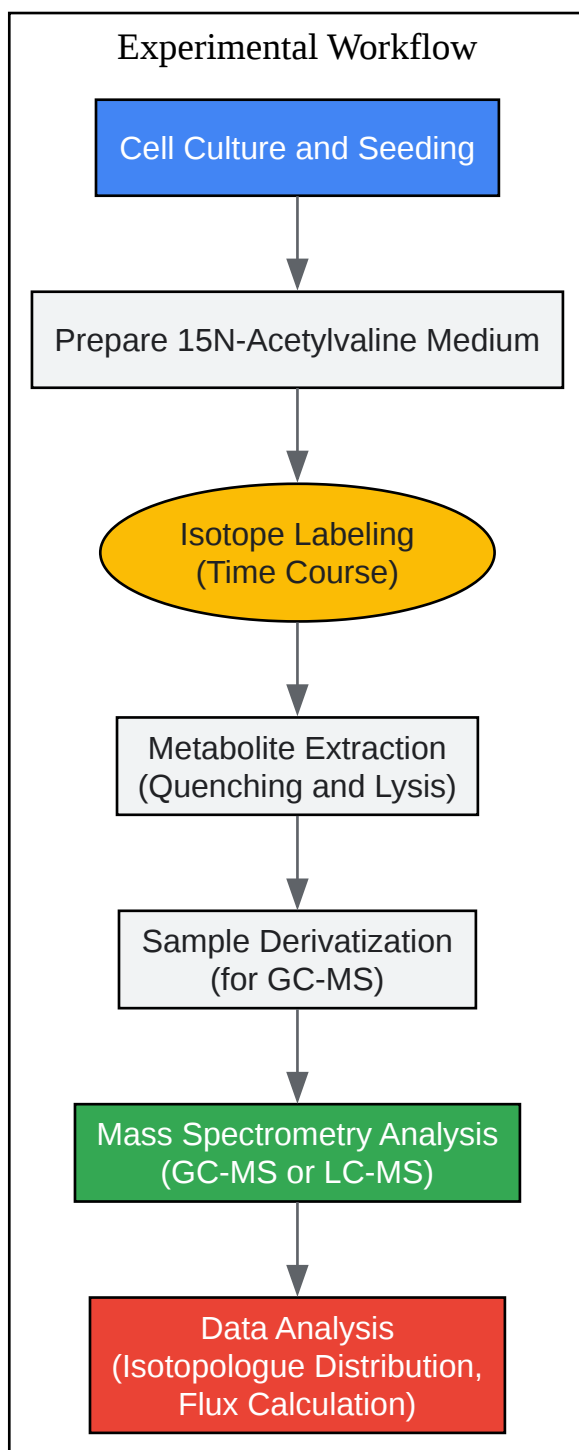 Experimental Workflow
Cell Culture and Seeding
Prepare 15N-Acetylvaline Medium
Isotope Labeling
(Time Course)
Metabolite Extraction
(Quenching and Lysis)
Sample Derivatization
(for GC-MS)
Mass Spectrometry Analysis
(GC-MS or LC-MS)
Data Analysis
(Isotopologue Distribution,
Flux Calculation)